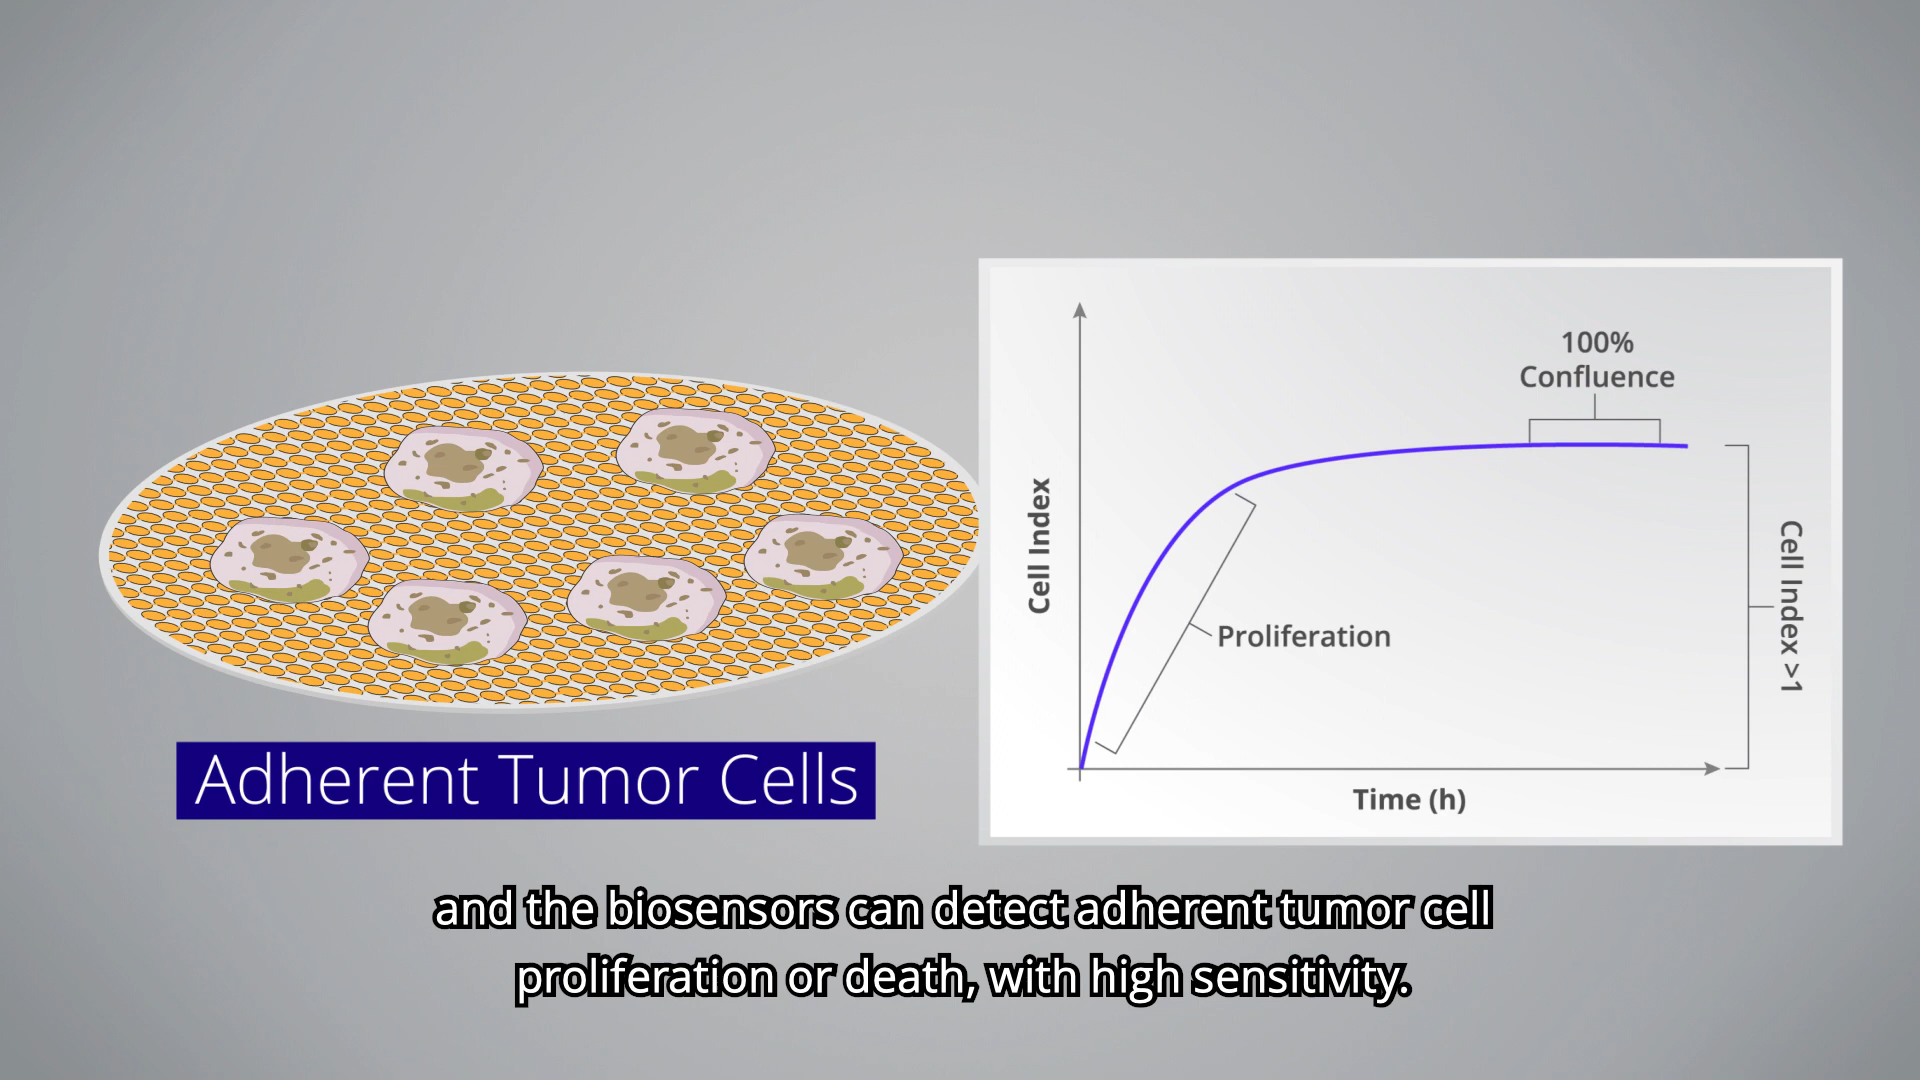 Adherent Tumor Cells
100%
Confluence
Cell Index
Proliferation
Cell Index >1
Time (h)
and the biosensors can detect adherent tumor cell
proliferation or death, with high sensitivity.